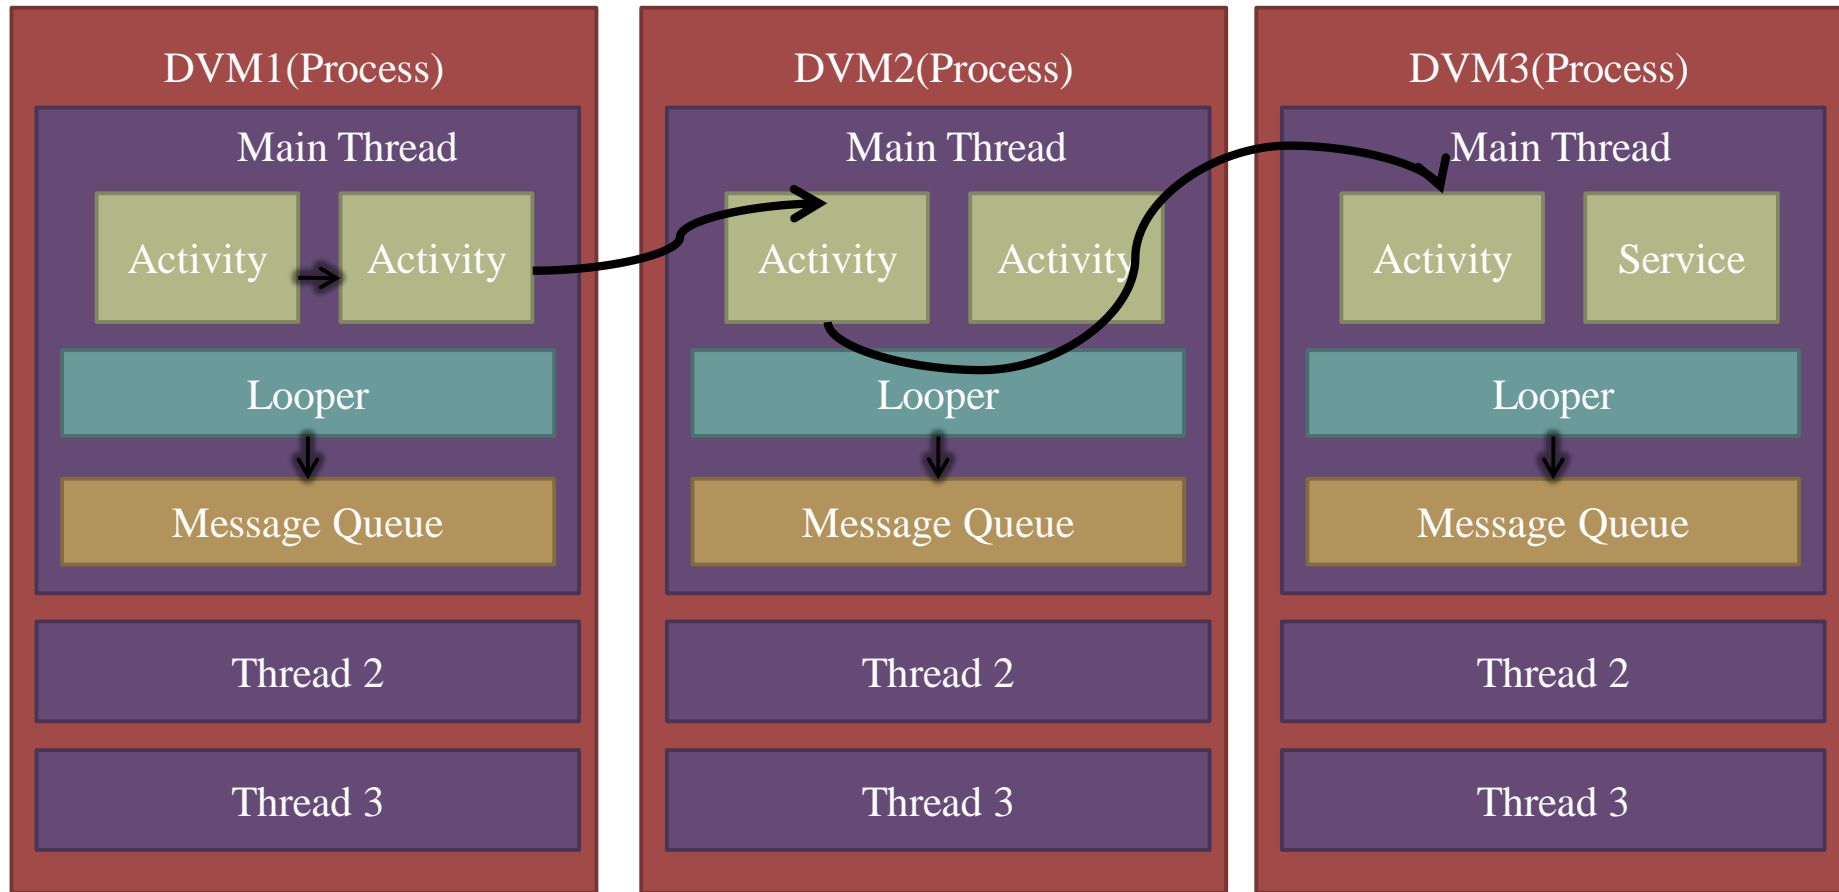 DVM1(Process)
Main Thread
Activity
Activity
Looper
Message Queue
Thread 2
Thread 3
DVM2(Process)
Main Thread
Activity
Activity
Looper
Message Queue
Thread 2
Thread 3
DVM3(Process)
Main Thread
Activity
Service
Looper
Message Queue
Thread 2
Thread 3